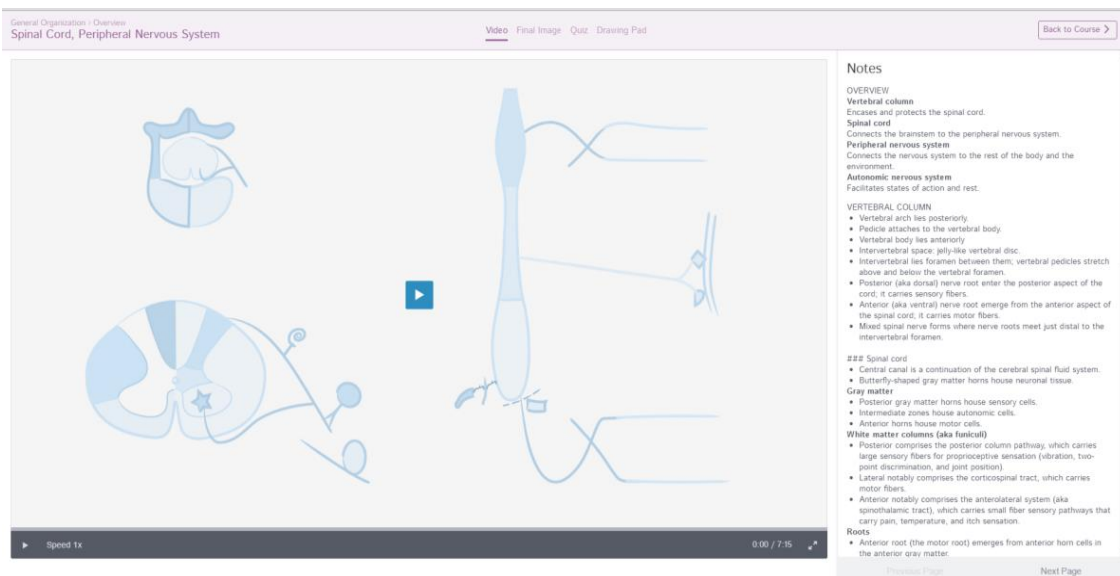 General Organization / Overview
Spinal Cord, Peripheral Nervous System
Video Final Image Quiz Drawing Pad
Back to Course
Notes
OVERVIEW
Vertebral column
Encases and protects the spinal cord.
Spinal cord
Connects the brainstem to the peripheral nervous system.
Peripheral nervous system
Connects the nervous system to the rest of the body and the
environment.
Autonomic nervous system
Facilitates states of action and rest.
VERTEBRAL COLUMN
• Vertebral arch lies posteriorly.
• Pedicle attaches to the vertebral body.
• Vertebral body lies anteriorly
• Intervertebral space: jelly-like vertebral disc.
• Intervertebral lies foramen between them; vertebral pedicles stretch
above and below the vertebral foramen.
• Posterior (aka dorsal) nerve root enter the posterior aspect of the
cord; it carries sensory fibers.
• Anterior (aka ventral) nerve root emerge from the anterior aspect of
the spinal cord; it carries motor fibers.
• Mixed spinal nerve forms where nerve roots meet just distal to the
intervertebral foramen.
### Spinal cord
• Central canal is a continuation of the cerebral spinal fluid system.
• Butterfly-shaped gray matter horns house neuronal tissue.
Gray matter
• Posterior gray matter horns house sensory cells.
• Intermediate zones house autonomic cells.
• Anterior horns house motor cells.
White matter columns (aka funiculi)
• Posterior comprises the posterior column pathway, which carries
large sensory fibers for proprioceptive sensation (vibration, two-
point discrimination, and joint position).
• Lateral notably comprises the corticospinal tract, which carries
motor fibers.
• Anterior notably comprises the anterolateral system (aka
spinothalamic tract), which carries small fiber sensory pathways that
carry pain, temperature, and itch sensation.
Roots
• Anterior root (the motor root) emerges from anterior horn cells in
the anterior gray matter.
Speed 1x
0:00 / 7:15
Previous Page
Next Page